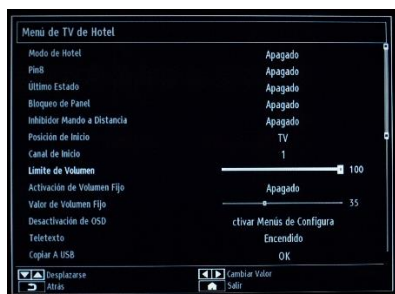 Menú de TV de Hotel
Modo de Hotel Apagado
Pin8 Apagado
Último Estado Apagado
Bloqueo de Panel Apagado
Inhibidor Mando a Distancia Apagado
Posición de Inicio TV
Canal de Inicio 1
Límite de Volumen 100
Activación de Volumen Fijo Apagado
Valor de Volumen Fijo 35
Desactivación de OSD ctivar Menús de Configura
Teletexto Encendido
Copiar A USB OK
Desplazarse Cambiar Valor
Atrás Salir